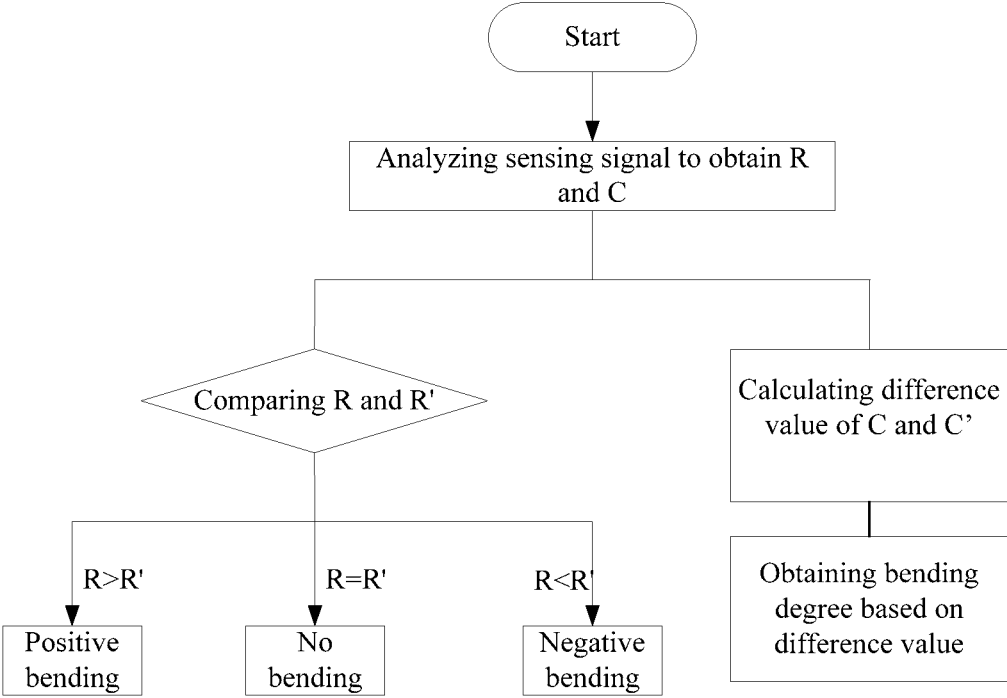 Start
Analyzing sensing signal to obtain R
and C
Comparing R and R'
Calculating difference
value of C and C’
R>R'
R=R'
R<R'
Positive
bending
No
bending
Negative
bending
Obtaining bending
degree based on
difference value